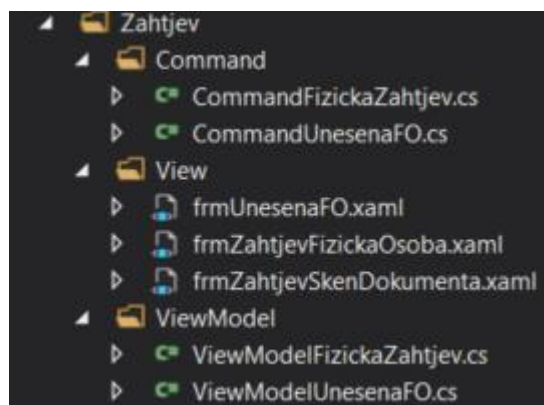 Zahtjev
Command
C# CommandFizickaZahtjev.cs
C# CommandUnesenaFO.cs
View
frmUnesenaFO.xaml
frmZahtjevFizickaOsoba.xaml
frmZahtjevSkenDokumenta.xaml
ViewModel
C# ViewModelFizickaZahtjev.cs
C# ViewModelUnesenaFO.cs